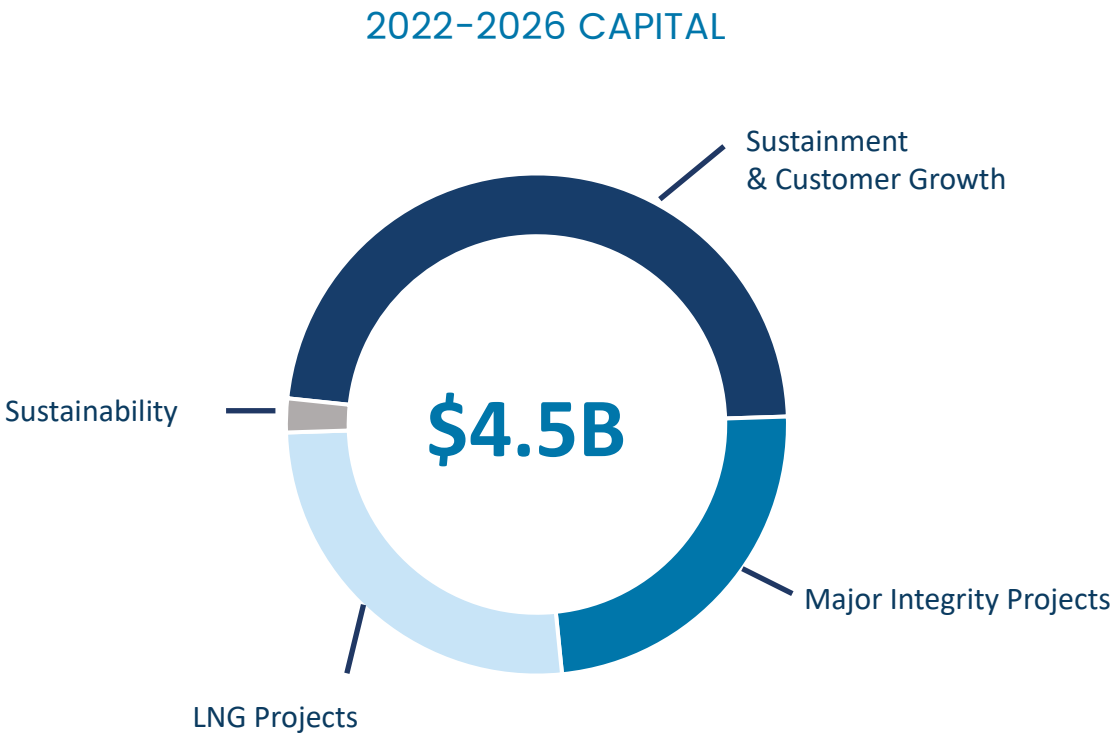 2022-2026 CAPITAL
Sustainment
& Customer Growth
Sustainability
$4.5B
Major Integrity Projects
LNG Projects